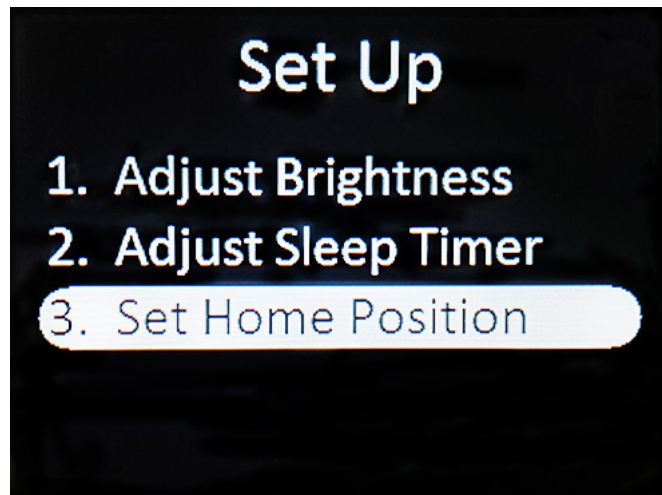 Set Up
1. Adjust Brightness
2. Adjust Sleep Timer
3. Set Home Position